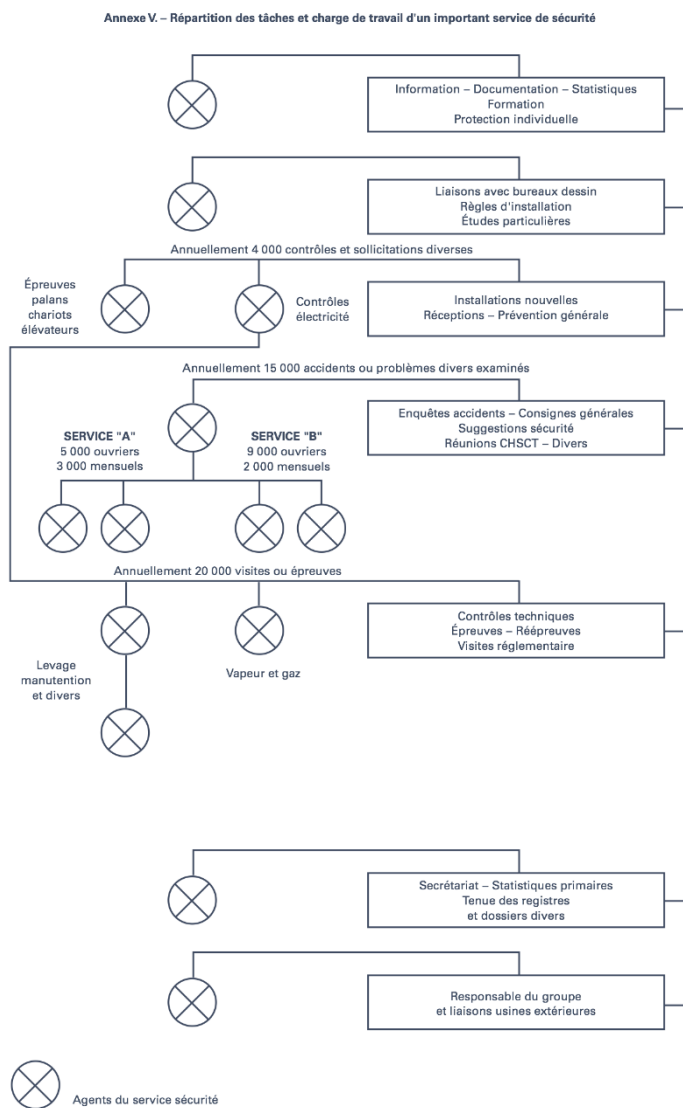 Annexe V. – Répartition des tâches et charge de travail d'un important service de sécurité
Information – Documentation – Statistiques
Formation
Protection individuelle
Liaisons avec bureaux dessin
Règles d'installation
Études particulières
Annuellement 4 000 contrôles et sollicitations diverses
Épreuves
palans
chariots
élévateurs
Contrôles
électricité
Installations nouvelles
Réceptions – Prévention générale
Annuellement 15 000 accidents ou problèmes divers examinés
SERVICE "A"
5 000 ouvriers
3 000 mensuels
SERVICE "B"
9 000 ouvriers
2 000 mensuels
Enquêtes accidents – Consignes générales
Suggestions sécurité
Réunions CHSCT – Divers
Annuellement 20 000 visites ou épreuves
Levage
manutention
et divers
Vapeur et gaz
Contrôles techniques
Épreuves – Réépreuves
Visites réglementaire
Secrétariat – Statistiques primaires
Tenue des registres
et dossiers divers
Responsable du groupe
et liaisons usines extérieures
Agents du service sécurité